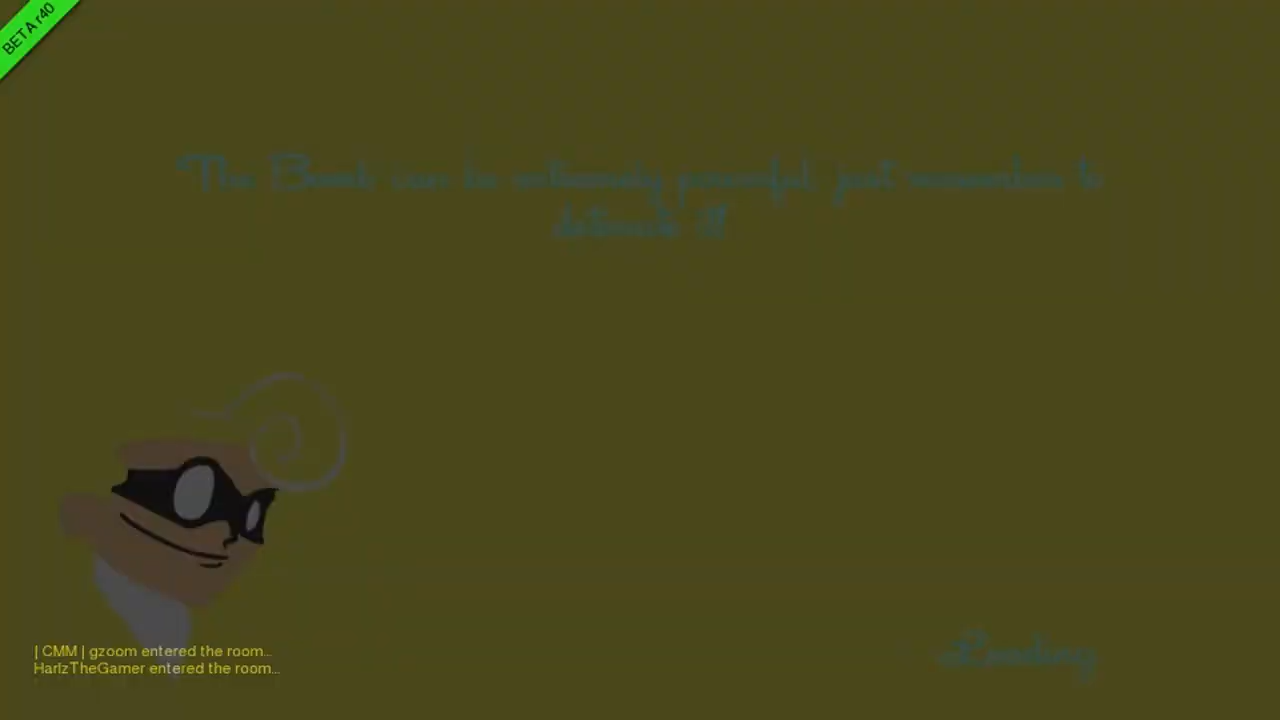 BETA r40
The Bomb can be extremely powerful, just remember to
detonate it!
Loading
| CMM | gzoom entered the room...
HarfzTheGamer entered the room...